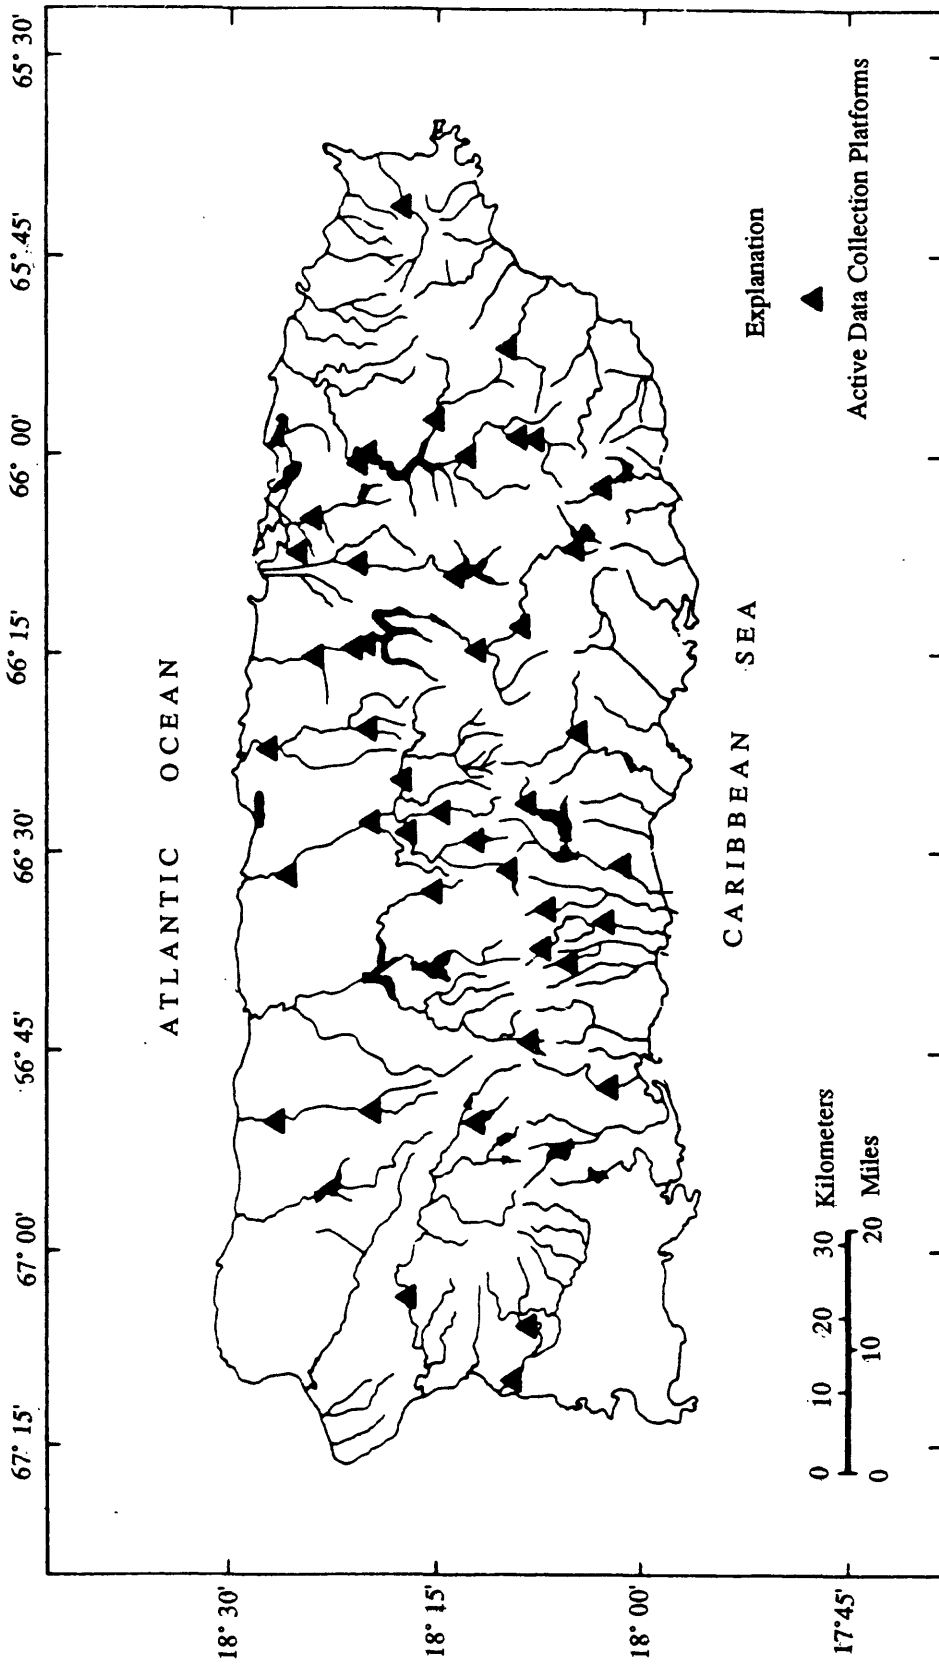 67° 15'
67° 00'
56° 45'
66° 30'
66° 15'
66° 00'
65° 45'
65° 30'
18° 30'
18° 15'
18° 00'
17° 45'
ATLANTIC OCEAN
CARIBBEAN SEA
0 10 20 30 Kilometers
0 10 20 Miles
Explanation
Active Data Collection Platforms